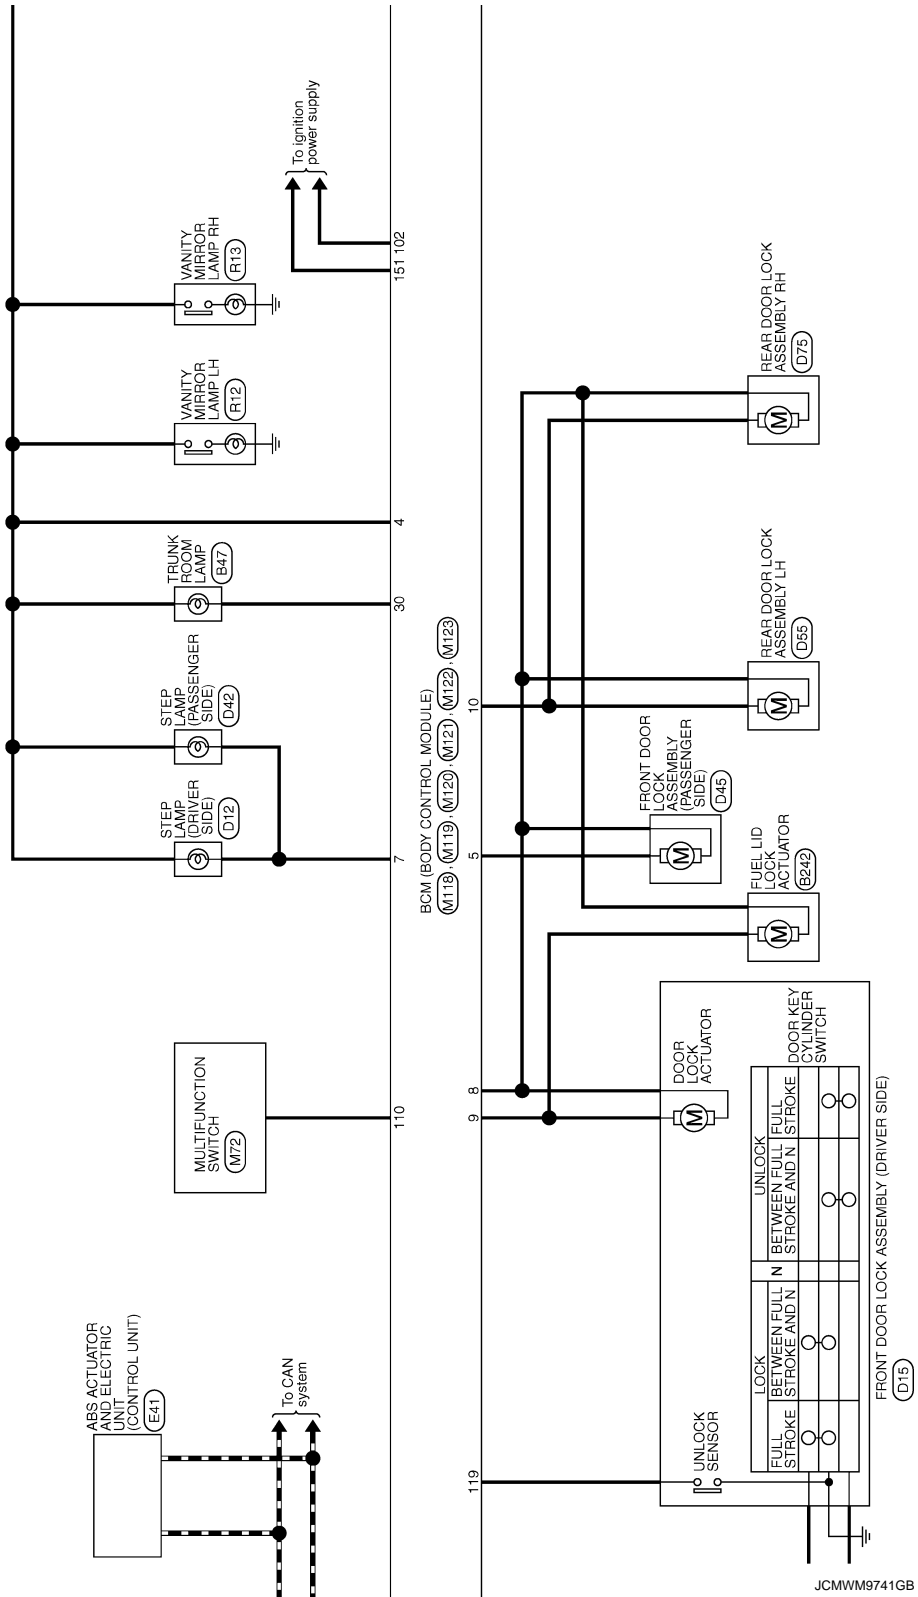 To ignition
power supply
151
102
VANITY
MIRROR
LAMP RH
R13
VANITY
MIRROR
LAMP LH
R12
4
TRUNK
ROOM
LAMP
B47
30
STEP
LAMP
(PASSENGER
SIDE)
D42
STEP
LAMP
(DRIVER
SIDE)
D12
7
MULTIFUNCTION
SWITCH
M72
110
ABS ACTUATOR
AND ELECTRIC
UNIT
(CONTROL UNIT)
E41
To CAN
system
BCM (BODY CONTROL MODULE)
M118 , M119 , M120 , M121 , M122 , M123
REAR DOOR LOCK
ASSEMBLY RH
D75
M
REAR DOOR LOCK
ASSEMBLY LH
D55
M
10
FRONT DOOR
LOCK
ASSEMBLY
(PASSENGER
SIDE)
D45
M
5
FUEL LID
LOCK
ACTUATOR
B242
M
8
9
DOOR
LOCK
ACTUATOR
M
DOOR KEY
CYLINDER
SWITCH
LOCK
N
UNLOCK
FULL
STROKE
BETWEEN FULL
STROKE AND N
BETWEEN FULL
STROKE AND N
FULL
STROKE
UNLOCK
SENSOR
119
FRONT DOOR LOCK ASSEMBLY (DRIVER SIDE)
D15
JCMWM9741GB